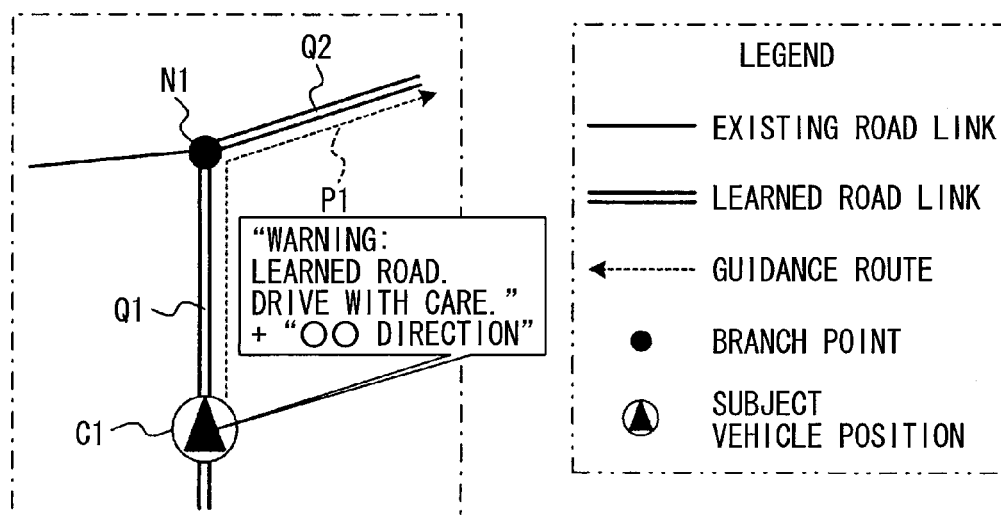 Q2
N1
P1
"WARNING:
LEARNED ROAD.
DRIVE WITH CARE."
+ "○○ DIRECTION"
Q1
C1
LEGEND
EXISTING ROAD LINK
LEARNED ROAD LINK
GUIDANCE ROUTE
BRANCH POINT
SUBJECT
VEHICLE POSITION